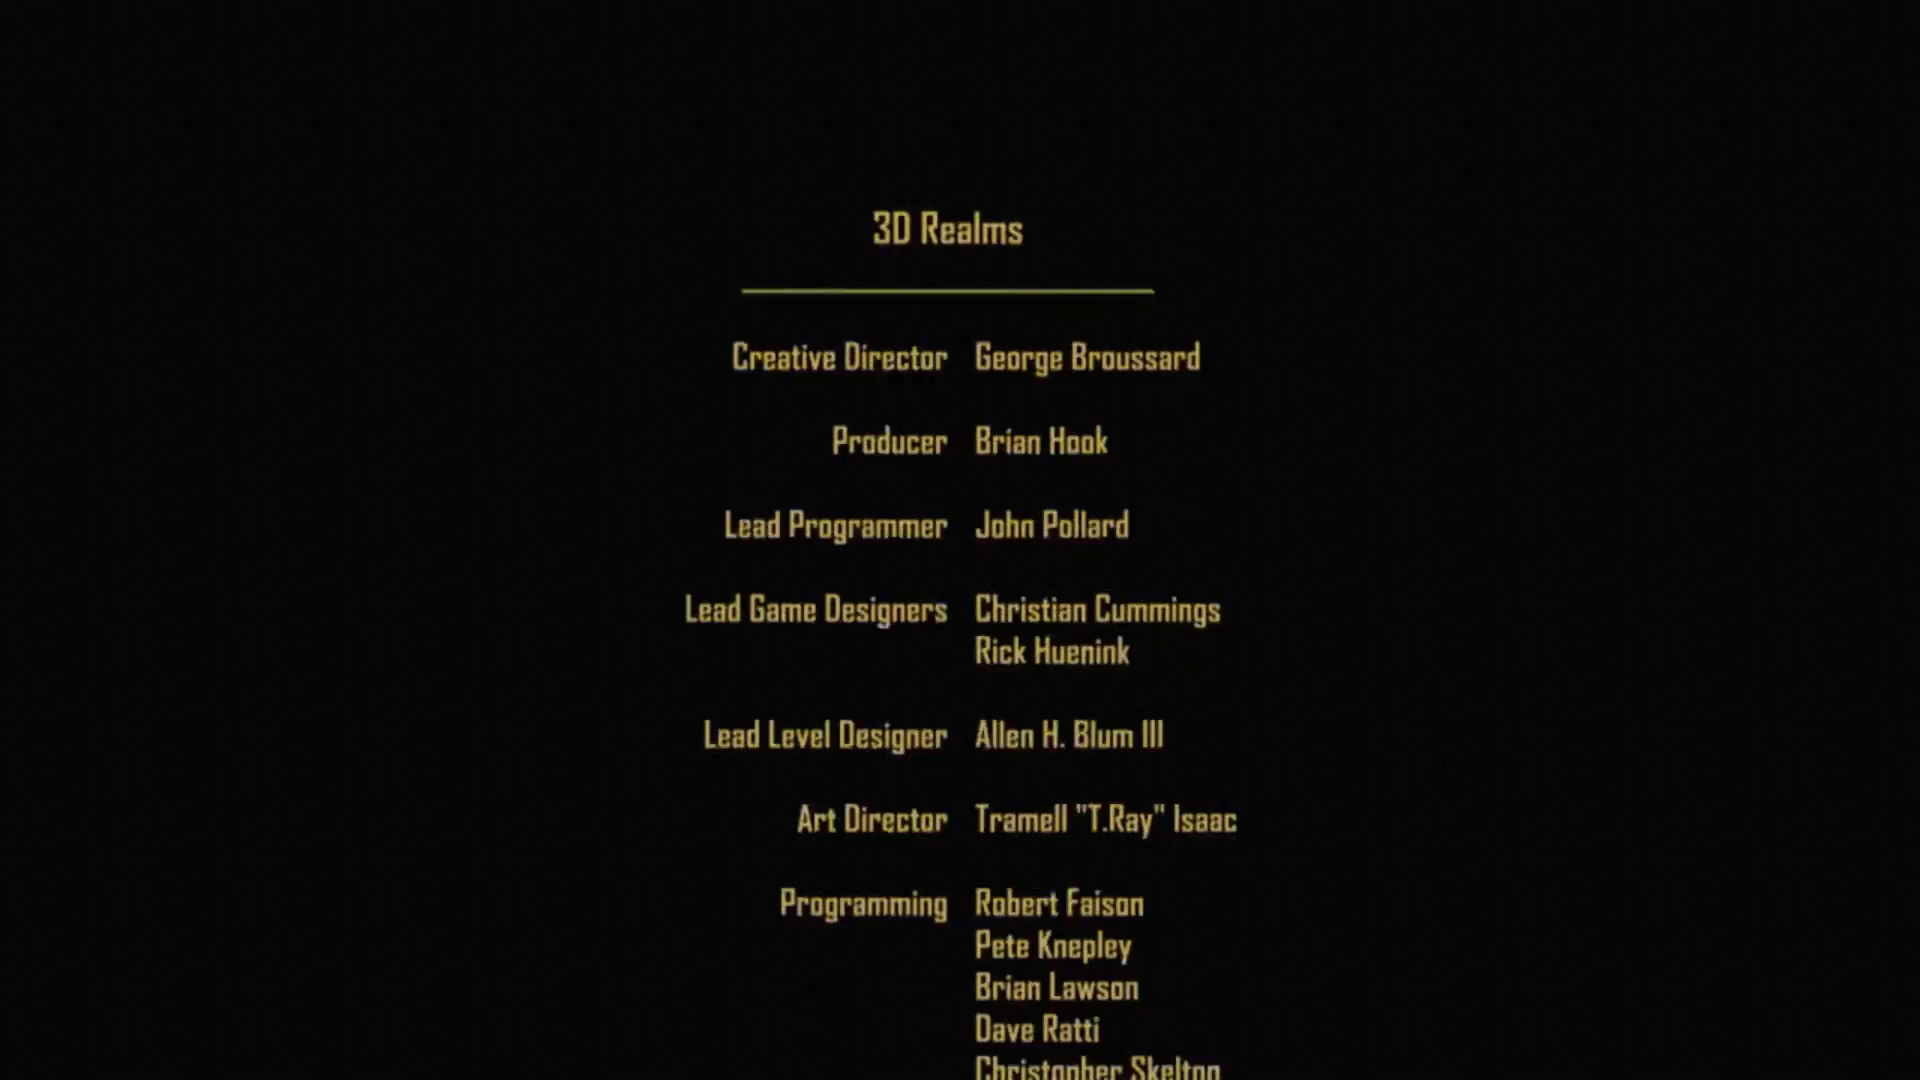 3D Realms
Creative Director George Broussard
Producer Brian Hook
Lead Programmer John Pollard
Lead Game Designers Christian Cummings
Rick Huenink
Lead Level Designer Allen H. Blum III
Art Director Tramell "T.Ray" Isaac
Programming Robert Faison
Pete Knepley
Brian Lawson
Dave Ratti
Christopher Skelton